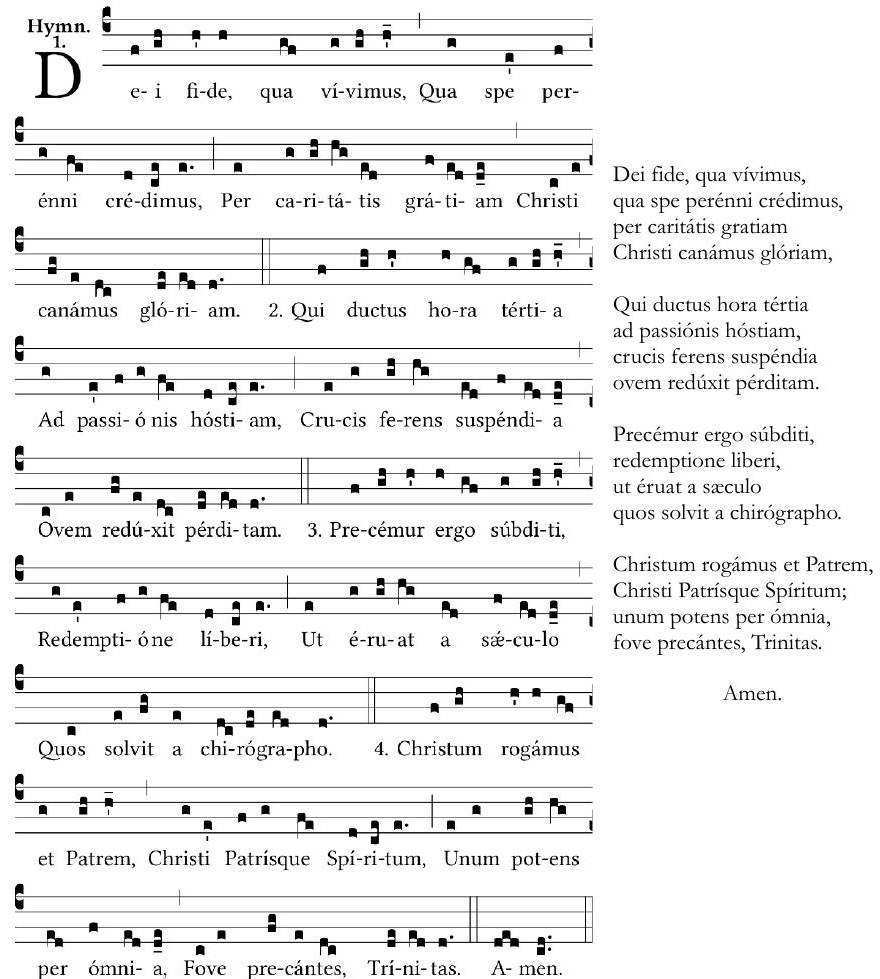 Hymn.
1.
De- i fi-de, qua ví-vimus, Qua spe per-
énni cré-dimus, Per ca-ri-tá-tis grá-ti- am Christi
canámus gló-ri- am. 2. Qui ductus ho-ra térti- a
Ad passi- ó nis hósti- am, Cru-cis fe-rens suspéndi- a
Ovem redú-xit pérdi-tam. 3. Pre-cémur ergo súbdi-ti,
Redempti- óne lí-be-ri, Ut é-ru-at a sǽ-cu-lo
Quos solvit a chi-rógra-pho. 4. Christum rogámus
et Patrem, Christi Patrísque Spí-ri-tum, Unum pot-ens
per ómni- a, Fove pre-cántes, Trí-ni-tas. A- men.
Dei fide, qua vívimus,
qua spe perénni crédimus,
per caritátis gratiam
Christi canámus glóriam,
Qui ductus hora tértia
ad passiónis hóstiam,
crucis ferens suspéndia
ovem redúxit pérditam.
Precémur ergo súbditi,
redemptione liberi,
ut éruat a sæculo
quos solvit a chirógrapho.
Christum rogámus et Patrem,
Christi Patrísque Spíritum;
unum potens per ómnia,
fove precántes, Trinitas.
Amen.